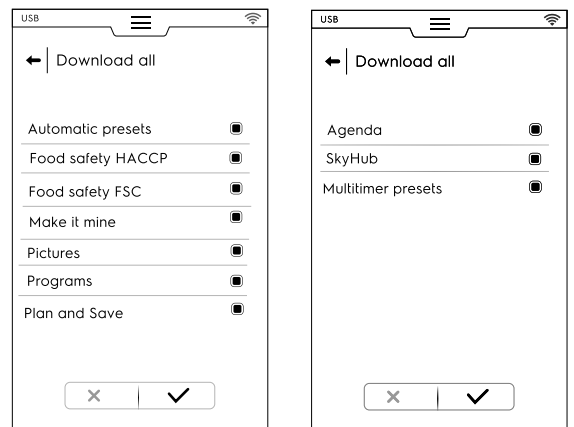 USB
Download all
Automatic presets
Food safety HACCP
Food safety FSC
Make it mine
Pictures
Programs
Plan and Save
USB
Download all
Agenda
SkyHub
Multitimer presets